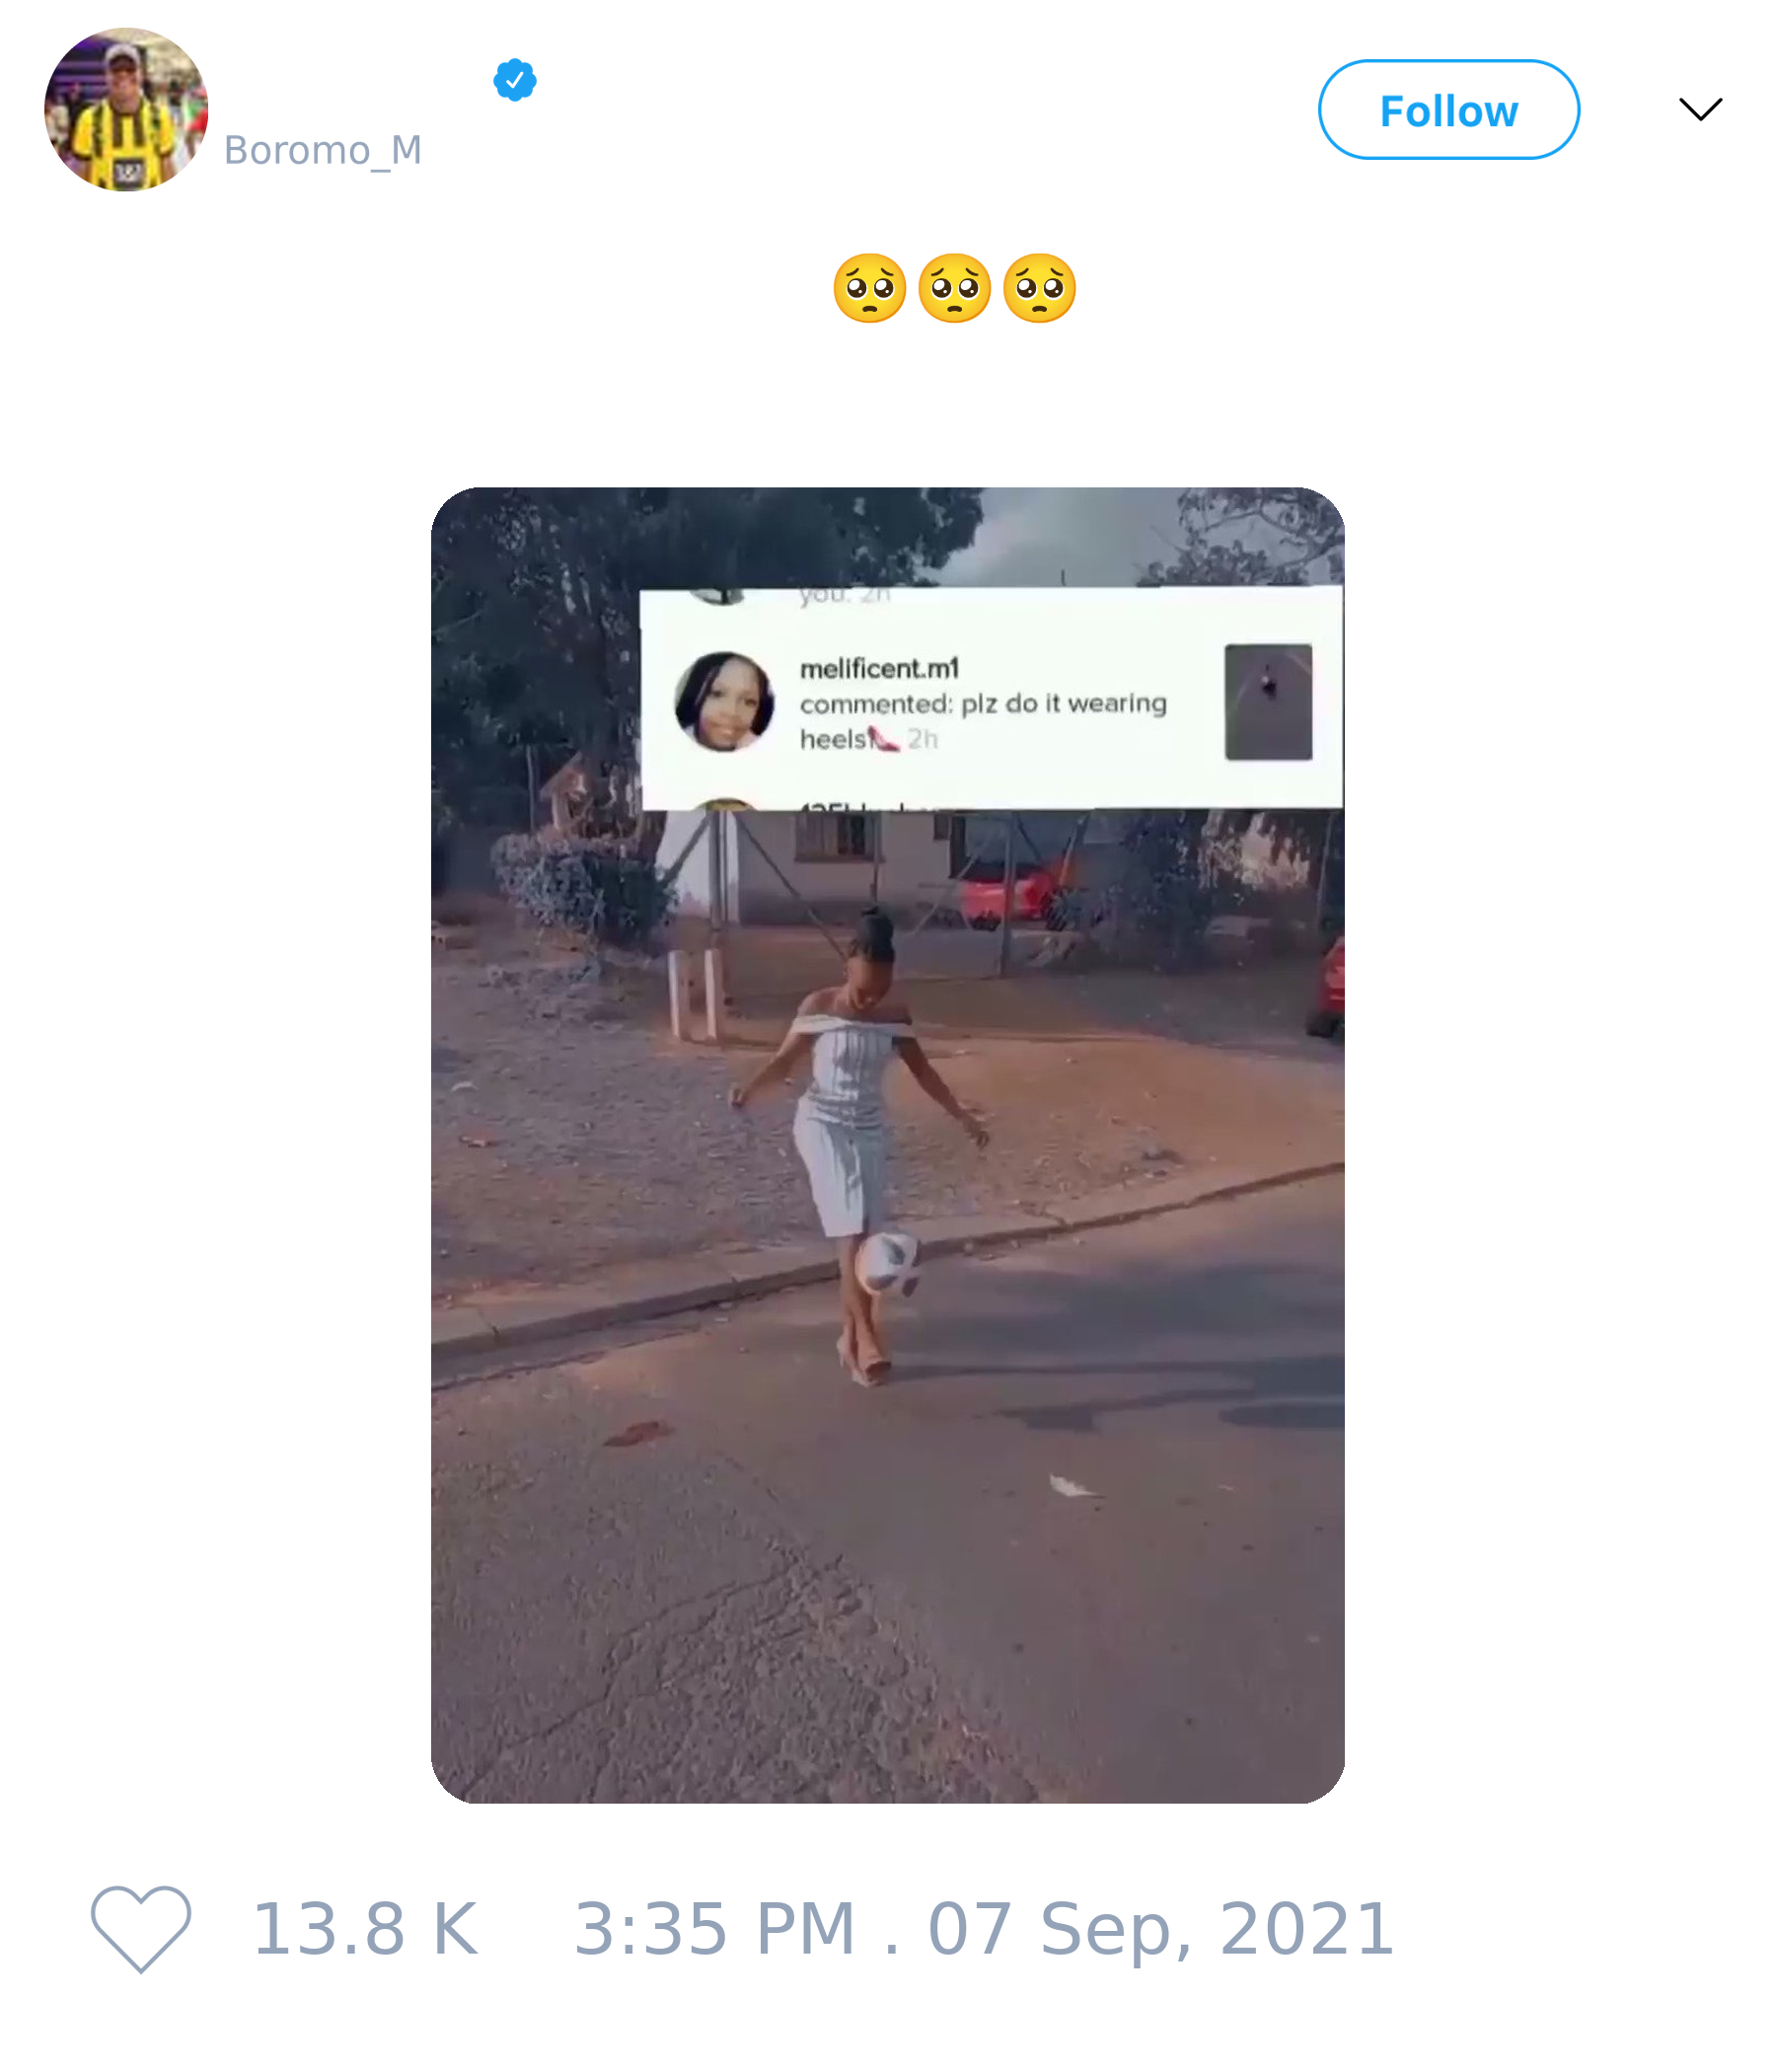 Boromo_M
Follow
🥺🥺🥺
you. 2h
melificent.m1
commented: plz do it wearing
heels👠 2h
13.8 K
3:35 PM . 07 Sep, 2021